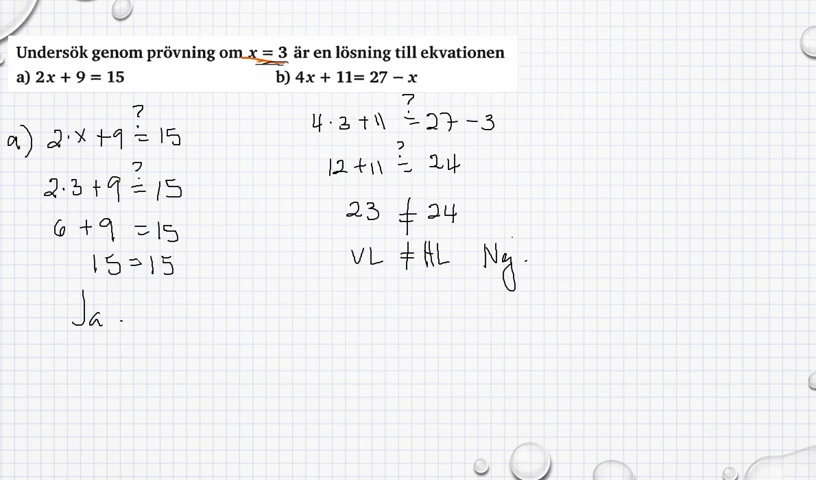 Undersök genom prövning om x = 3 är en lösning till ekvationen
a) 2x + 9 = 15
b) 4x + 11= 27 − x
a) 2·x +9 ≟ 15
2·3 +9 ≟ 15
6 +9 = 15
15 = 15
Ja .
4·3 +11 ≟ 27 −3
12 +11 ≟ 24
23 ≠ 24
VL ≠ HL Nej.